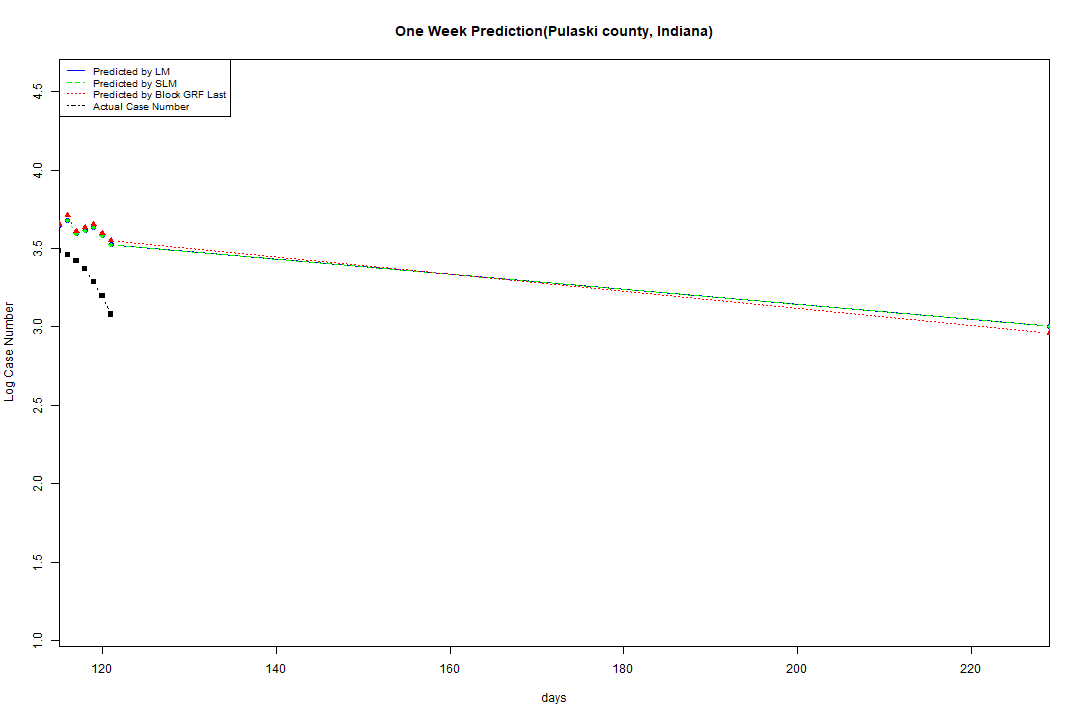 One Week Prediction(Pulaski county, Indiana)
Predicted by LM
Predicted by SLM
Predicted by Block GRF Last
Actual Case Number
4.5
4.0
3.5
3.0
2.5
2.0
1.5
1.0
Log Case Number
120
140
160
180
200
220
days